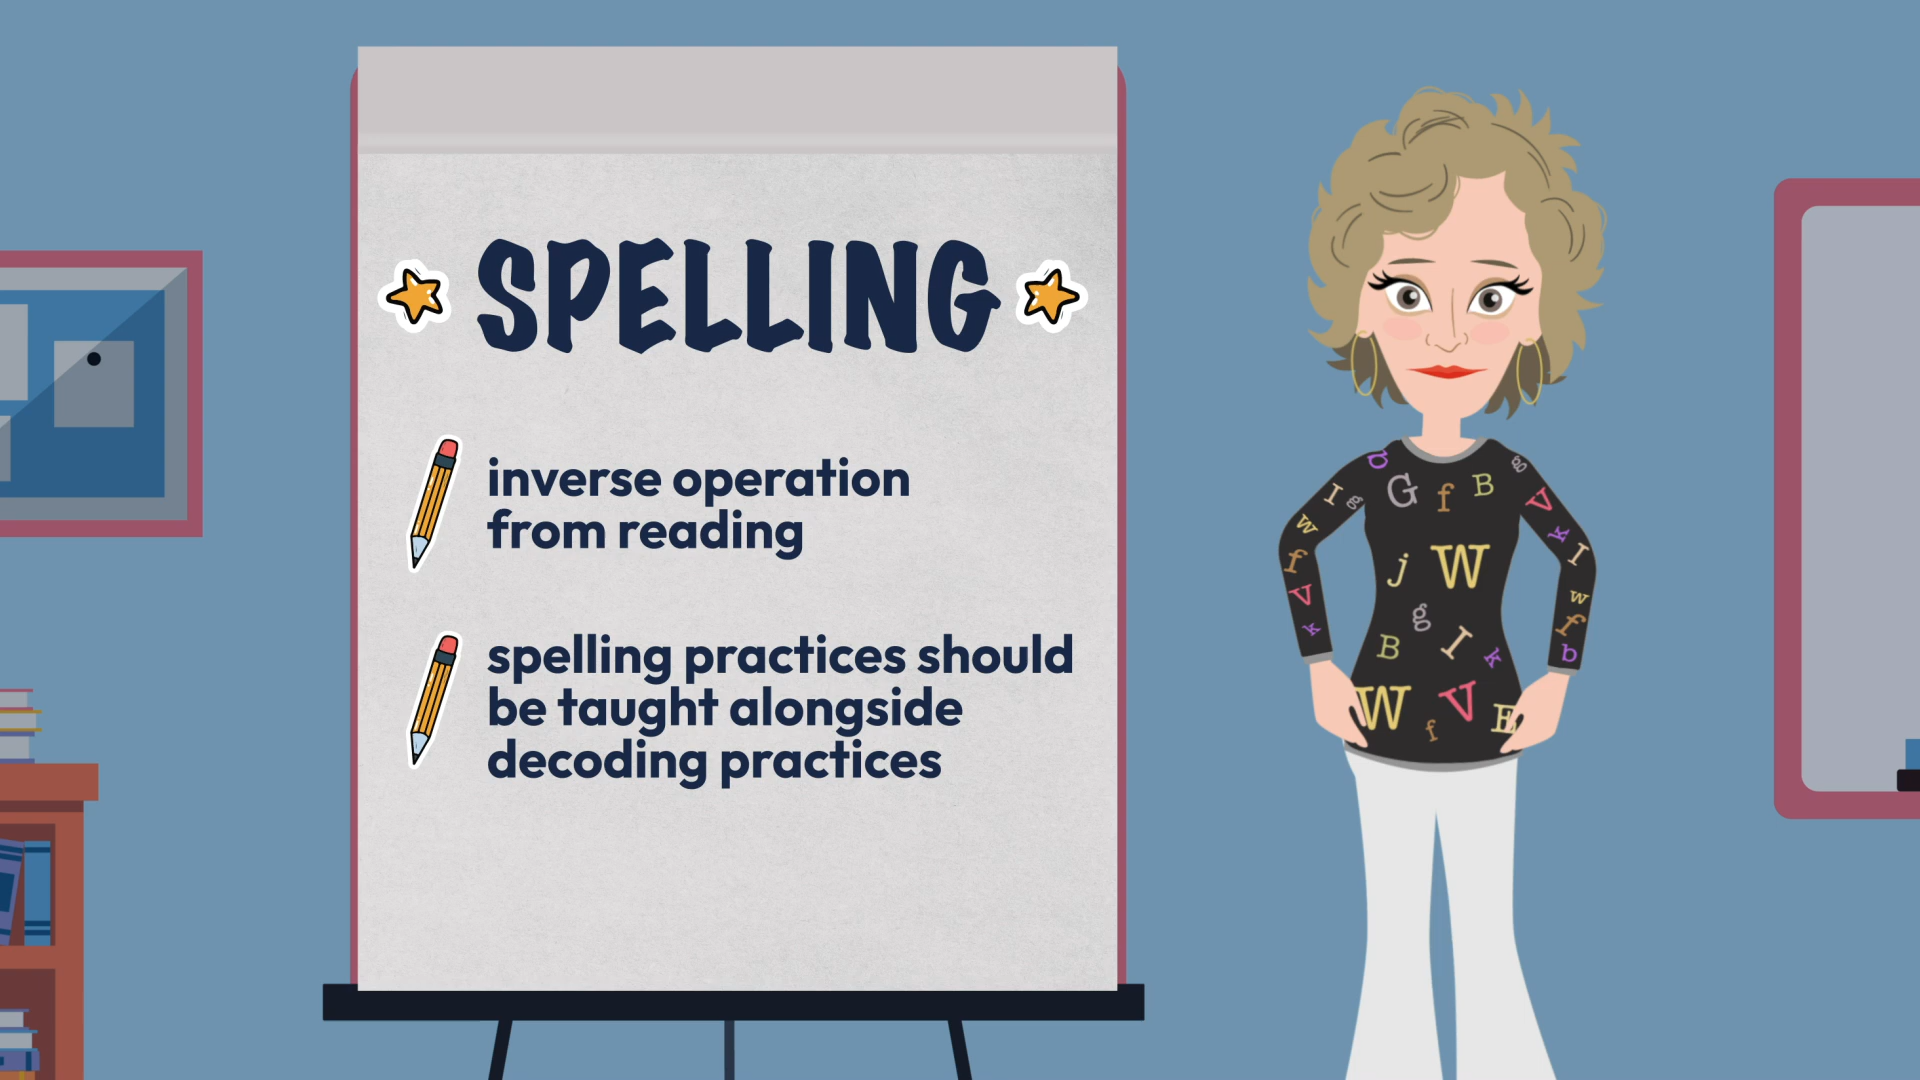 SPELLING
inverse operation
from reading
spelling practices should
be taught alongside
decoding practices
b g
I g G f B V
w k
f j W I
V g w
k B I k f
b
W f V E